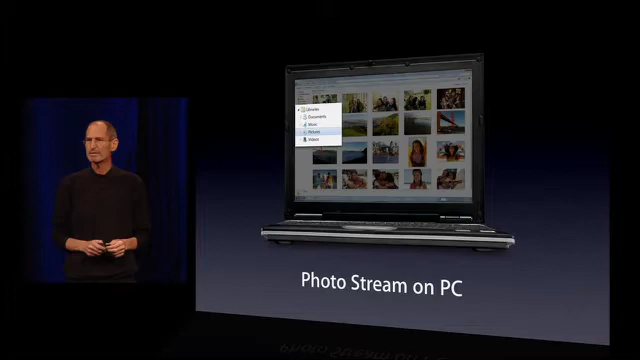 Libraries
Documents
Music
Pictures
Videos
Photo Stream on PC